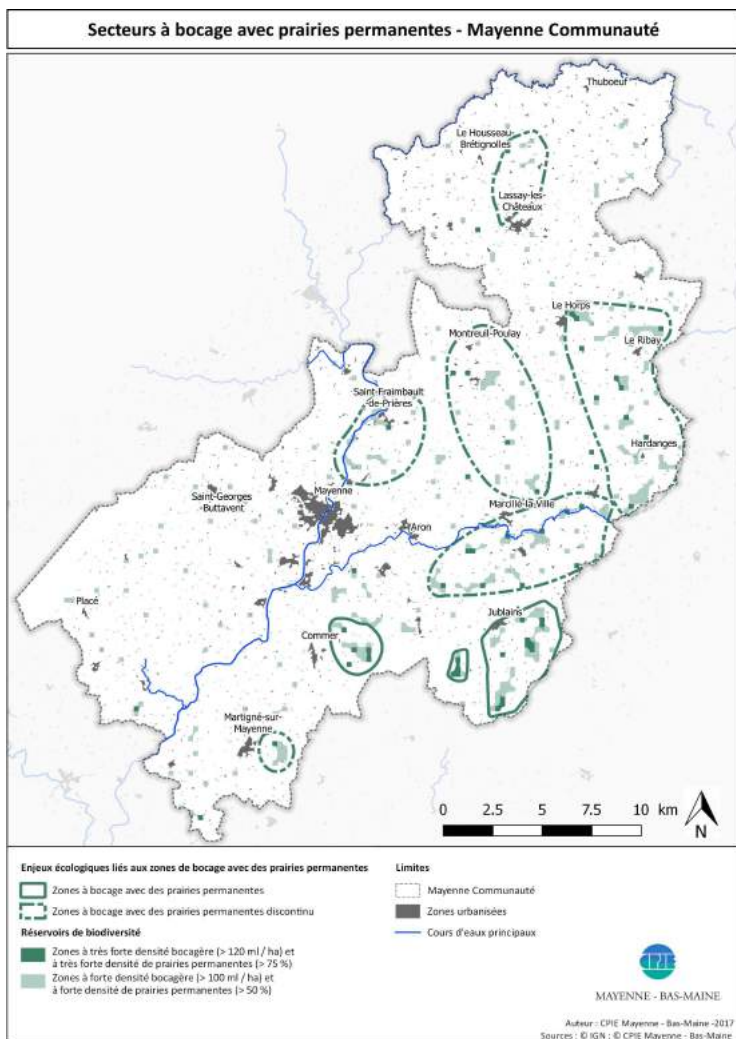 Secteurs à bocage avec prairies permanentes - Mayenne Communauté
Thuboeuf
Le Housseau-
Brétignolles
Lassay-les-
Châteaux
Le Horps
Montreuil-Poulay
Le Ribay
Saint-Fraimbault
-de-Prières
Hardanges
Mayenne
Saint-Georges-
Buttavent
Marcillé-la-Ville
Aron
Placé
Jublains
Commer
Martigné-sur-
Mayenne
0 2.5 5 7.5 10 km
N
Enjeux écologiques liés aux zones de bocage avec des prairies permanentes
Zones à bocage avec des prairies permanentes
Zones à bocage avec des prairies permanentes discontinu
Réservoirs de biodiversité
Zones à très forte densité bocagère (> 120 ml / ha) et
à très forte densité de prairies permanentes (> 75 %)
Zones à forte densité bocagère (> 100 ml / ha) et
à forte densité de prairies permanentes (> 50 %)
Limites
Mayenne Communauté
Zones urbanisées
Cours d'eaux principaux
CPIE
MAYENNE - BAS-MAINE
Auteur : CPIE Mayenne - Bas-Maine -2017
Sources : © IGN ; © CPIE Mayenne - Bas-Maine